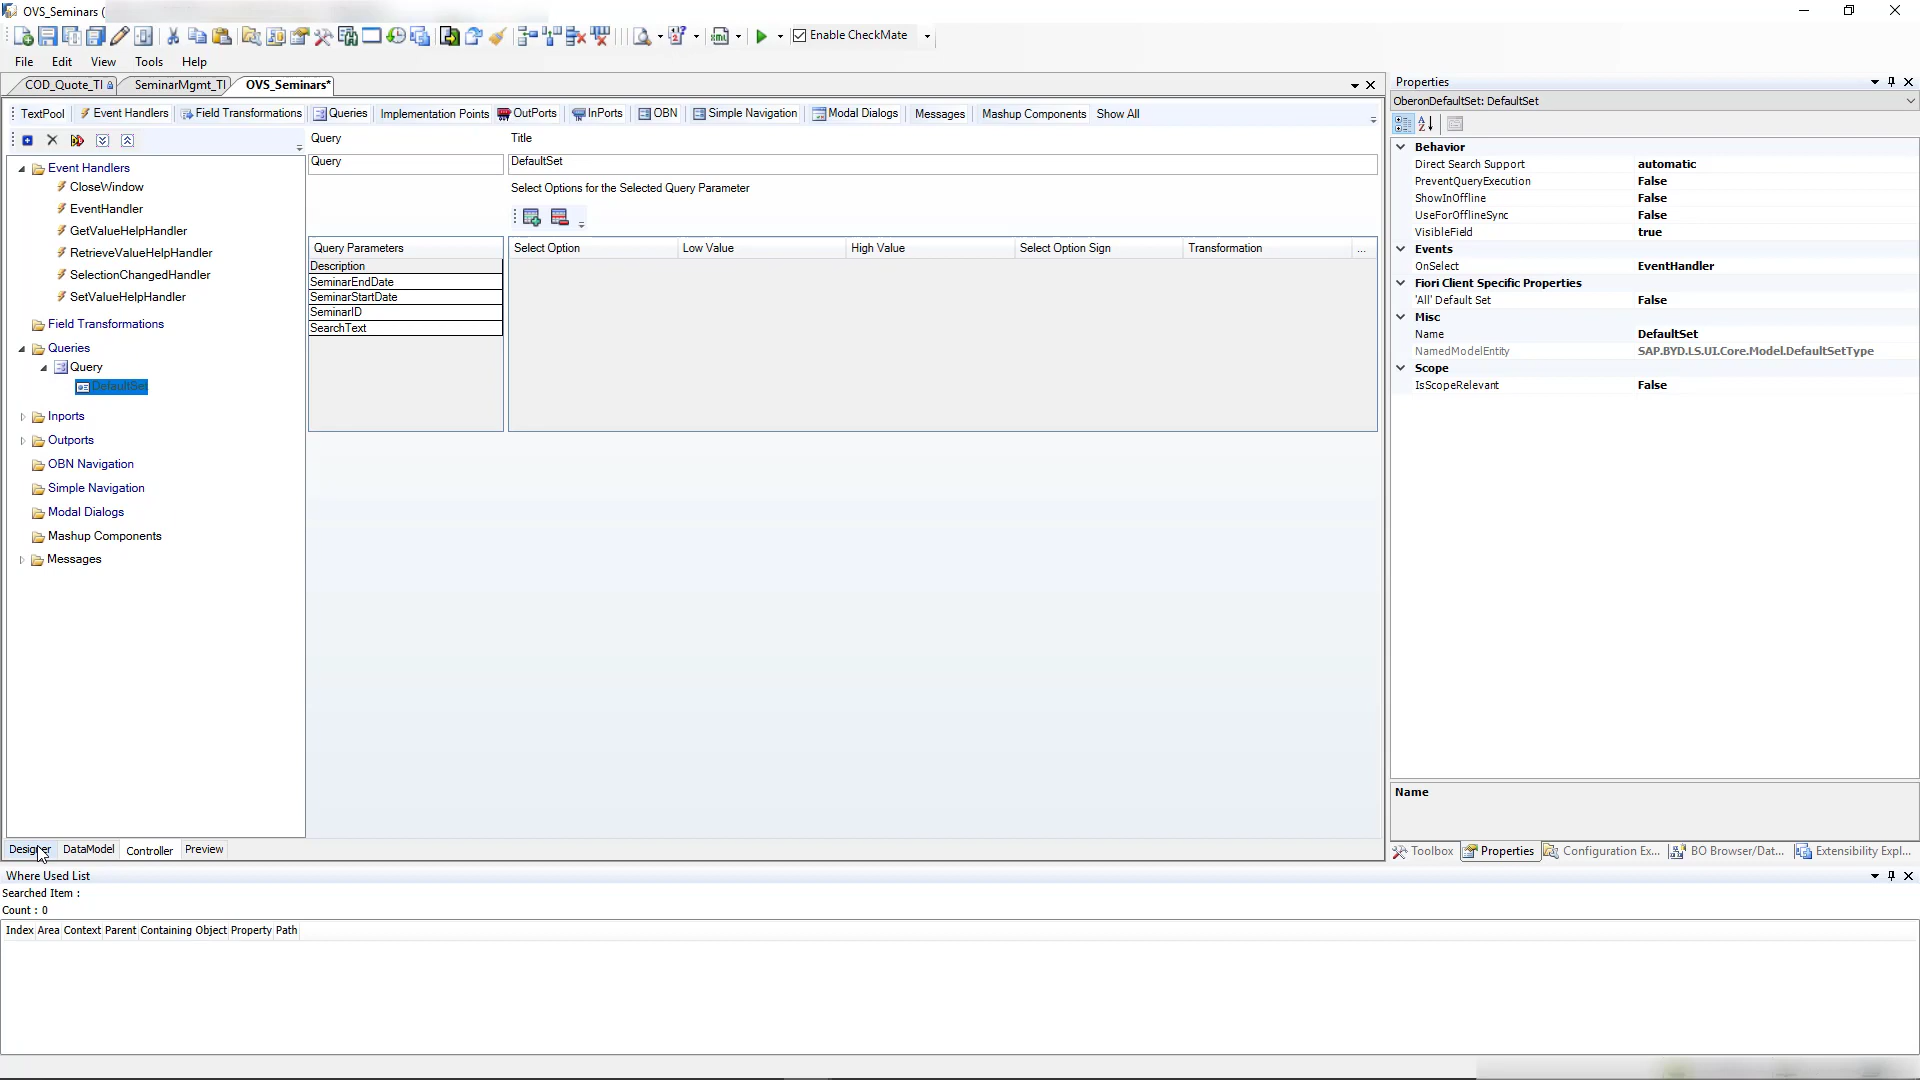 OVS_Seminars (
Enable CheckMate
File Edit View Tools Help
COD_Quote_TI SeminarMgmt_TI OVS_Seminars*
TextPool Event Handlers Field Transformations Queries Implementation Points OutPorts InPorts OBN Simple Navigation Modal Dialogs Messages Mashup Components Show All
Event Handlers
CloseWindow
EventHandler
GetValueHelpHandler
RetrieveValueHelpHandler
SelectionChangedHandler
SetValueHelpHandler
Field Transformations
Queries
Query
DefaultSet
Inports
Outports
OBN Navigation
Simple Navigation
Modal Dialogs
Mashup Components
Messages
Query Title
Query DefaultSet
Select Options for the Selected Query Parameter
Query Parameters Select Option Low Value High Value Select Option Sign Transformation ...
Description
SeminarEndDate
SeminarStartDate
SeminarID
SearchText
Designer DataModel Controller Preview
Properties
OberonDefaultSet: DefaultSet
Behavior
Direct Search Support automatic
PreventQueryExecution False
ShowInOffline False
UseForOfflineSync False
VisibleField true
Events
OnSelect EventHandler
Fiori Client Specific Properties
'All' Default Set False
Misc
Name DefaultSet
NamedModelEntity SAP.BYD.LS.UI.Core.Model.DefaultSetType
Scope
IsScopeRelevant False
Name
Toolbox Properties Configuration Ex... BO Browser/Dat... Extensibility Expl...
Where Used List
Searched Item :
Count : 0
Index Area Context Parent Containing Object Property Path